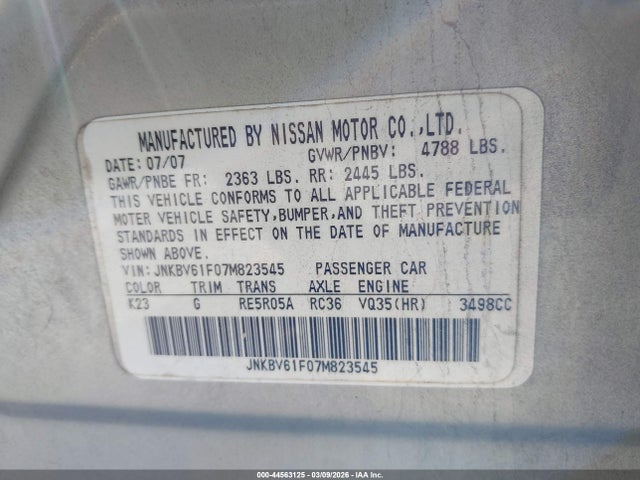 MANUFACTURED BY NISSAN MOTOR CO.,LTD.
DATE: 07/07 GVWR/PNBV: 4788 LBS.
GAWR/PNBE FR: 2363 LBS. RR: 2445 LBS.
THIS VEHICLE CONFORMS TO ALL APPLICABLE FEDERAL
MOTOR VEHICLE SAFETY,BUMPER,AND THEFT PREVENTION
STANDARDS IN EFFECT ON THE DATE OF MANUFACTURE
SHOWN ABOVE.
VIN: JNKBV61F07M823545 PASSENGER CAR
COLOR TRIM TRANS AXLE ENGINE
K23 G RE5R05A RC36 VQ35(HR) 3498CC
JNKBV61F07M823545
000-44563125 - 03/09/2026 - IAA Inc.